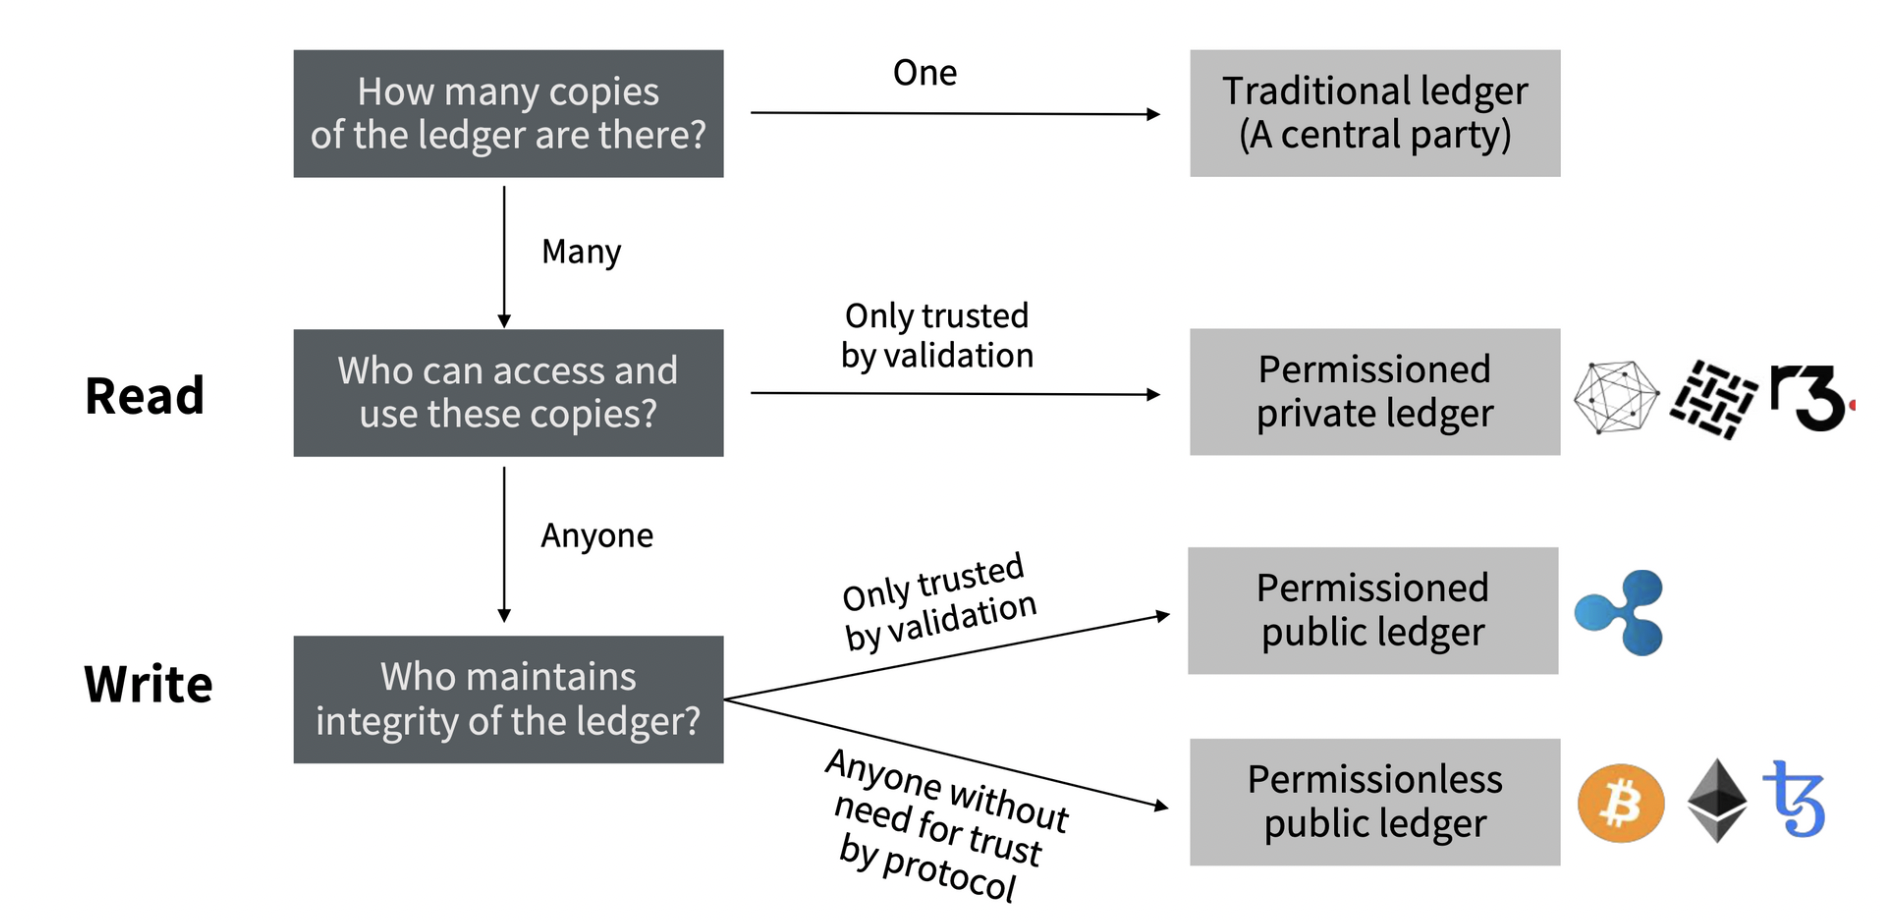 How many copies
of the ledger are there?
One
Traditional ledger
(A central party)
Many
Read
Who can access and
use these copies?
Only trusted
by validation
Permissioned
private ledger
r3.
Anyone
Write
Who maintains
integrity of the ledger?
Only trusted
by validation
Permissioned
public ledger
Anyone without
need for trust
by protocol
Permissionless
public ledger